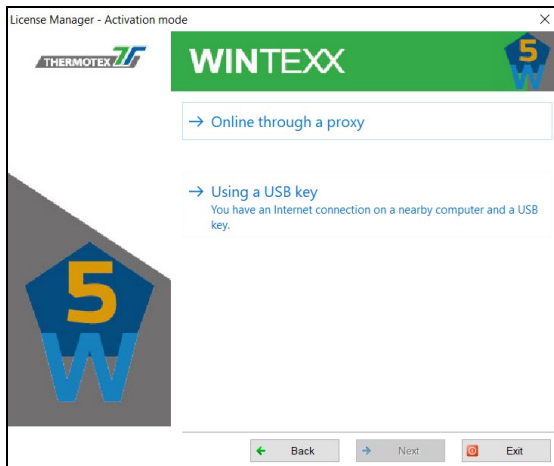 License Manager - Activation mode
THERMOTEX
WINTEXX
5
W
→ Online through a proxy
→ Using a USB key
You have an Internet connection on a nearby computer and a USB
key.
5
W
Back
Next
Exit